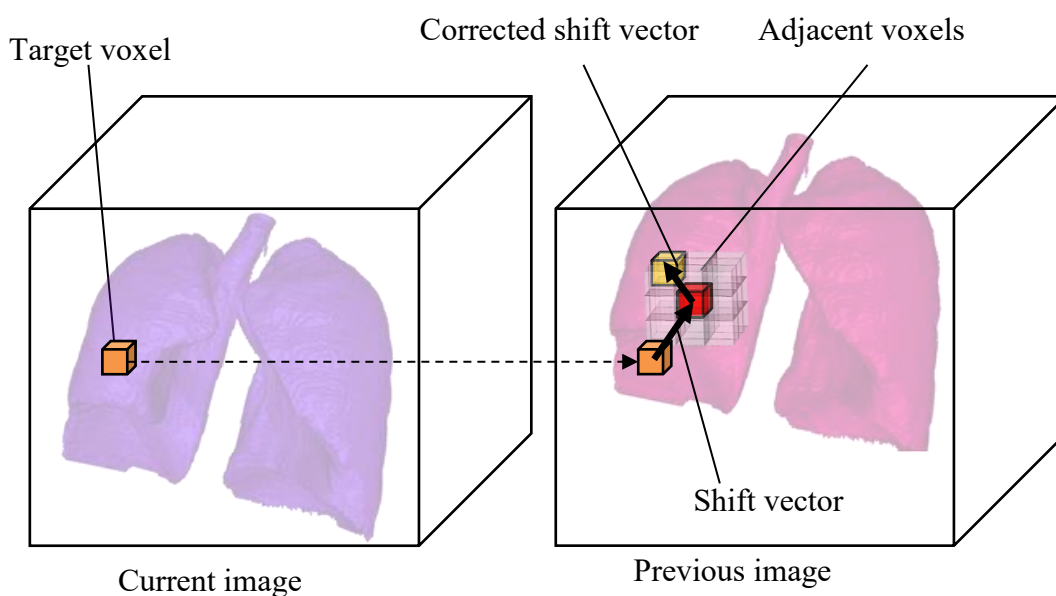 Target voxel
Corrected shift vector
Adjacent voxels
Shift vector
Current image
Previous image